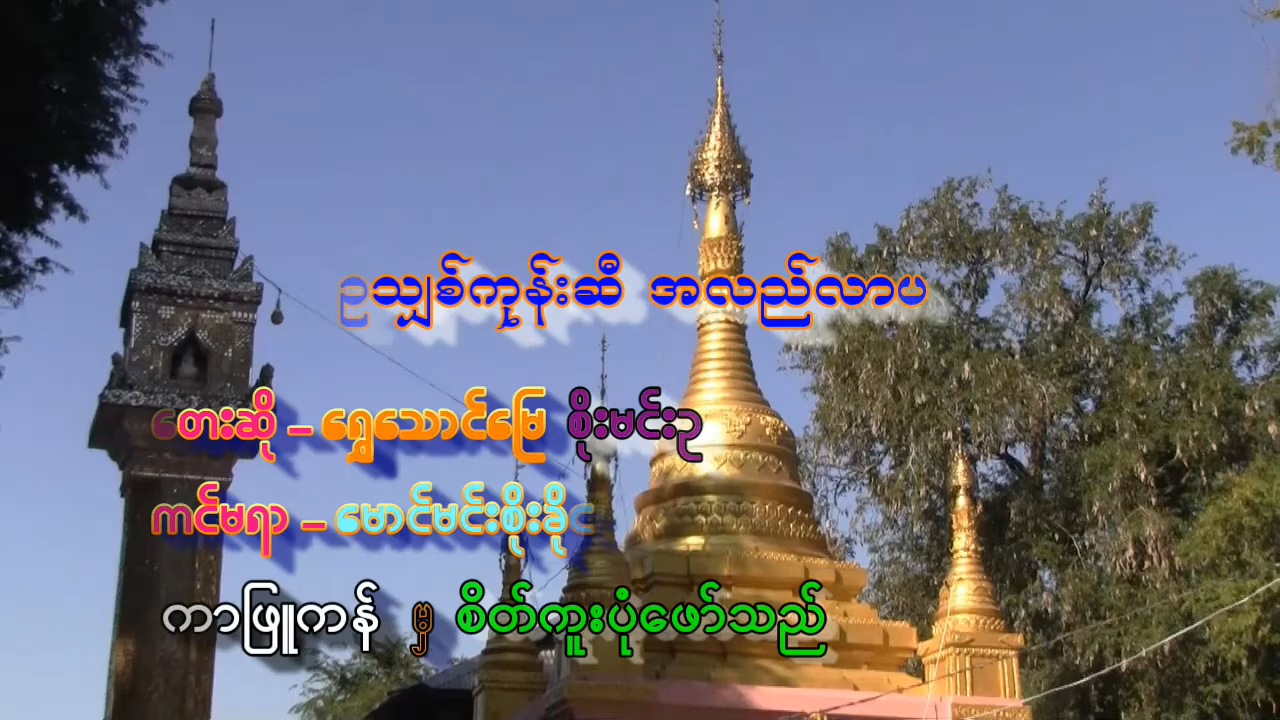 ဥသျှစ်ကုန်းဆီ အလည်လာပ
တေးဆို – ရွှေသောင်မြေ စိုးမင်းဥ
ကင်မရာ – မောင်မင်းစိုးခိုင
ကာဖြူကန် မှ စိတ်ကူးပုံဖော်သည်